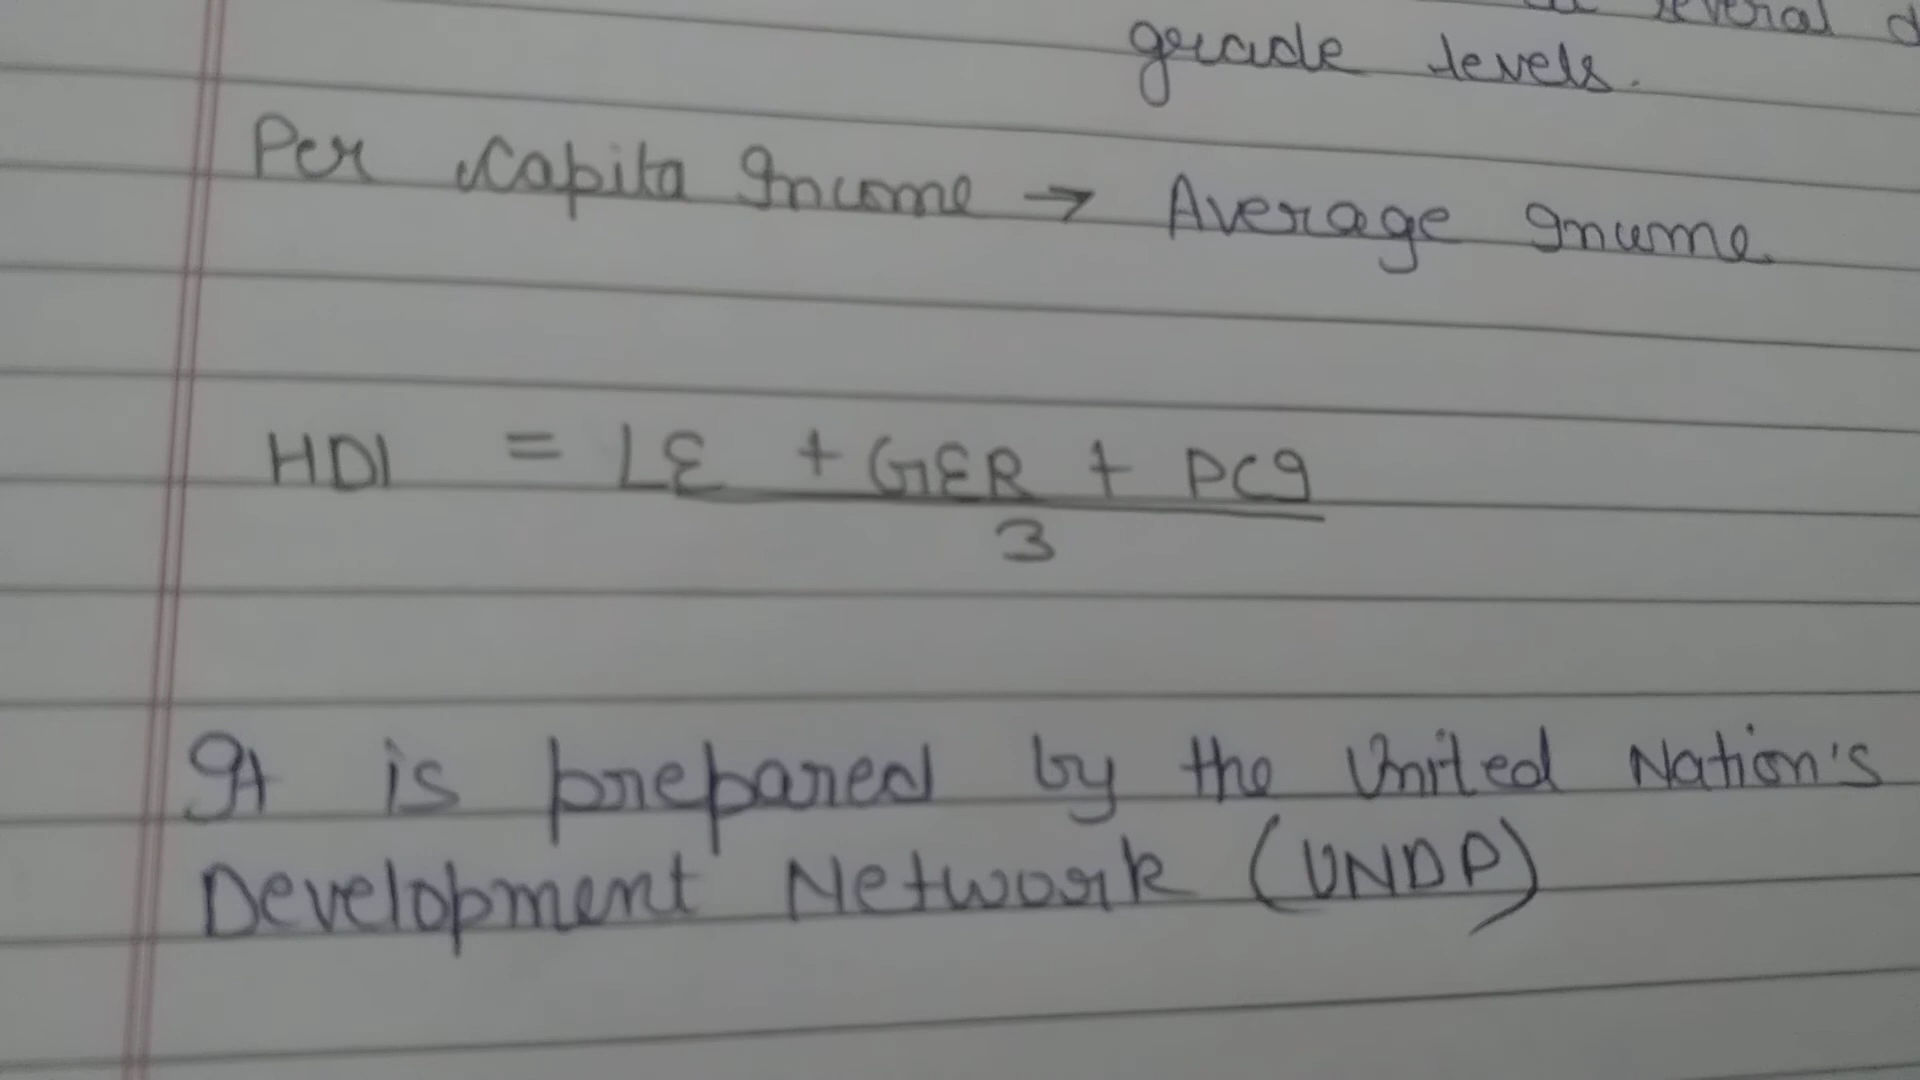 several
grade levels.
Per Capita Income → Average Income.
HDI = LE + GER + PCI
3
It is prepared by the United Nation's
Development Network (UNDP)